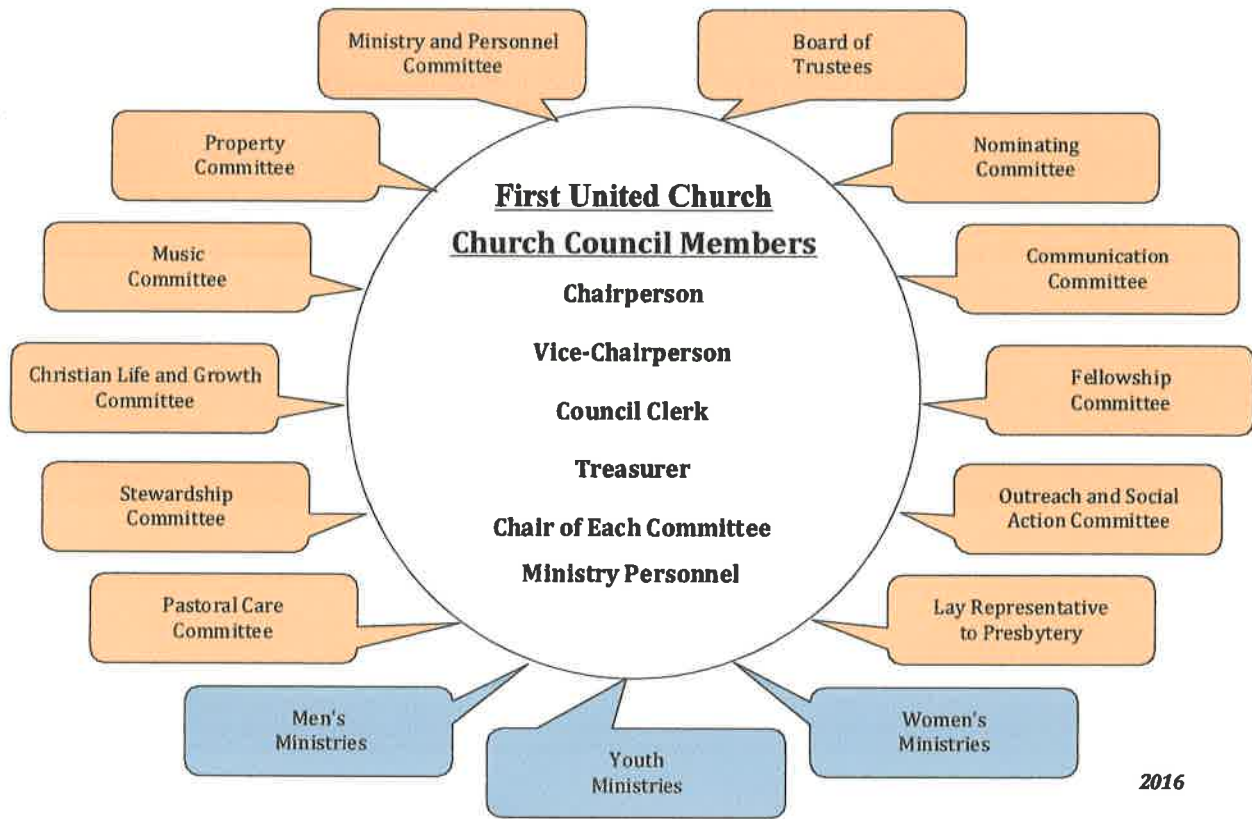 Ministry and Personnel
Committee
Board of
Trustees
Property
Committee
Nominating
Committee
First United Church
Church Council Members
Chairperson
Vice-Chairperson
Council Clerk
Treasurer
Chair of Each Committee
Ministry Personnel
Music
Committee
Communication
Committee
Christian Life and Growth
Committee
Fellowship
Committee
Stewardship
Committee
Outreach and Social
Action Committee
Pastoral Care
Committee
Lay Representative
to Presbytery
Men's
Ministries
Youth
Ministries
Women's
Ministries
2016